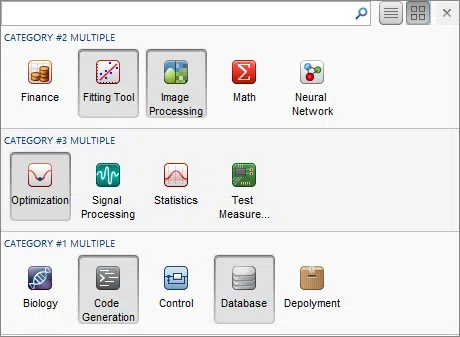 CATEGORY #2 MULTIPLE
Finance
Fitting Tool
Image
Processing
Math
Neural
Network
CATEGORY #3 MULTIPLE
Optimization
Signal
Processing
Statistics
Test
Measure...
CATEGORY #1 MULTIPLE
Biology
Code
Generation
Control
Database
Depolyment